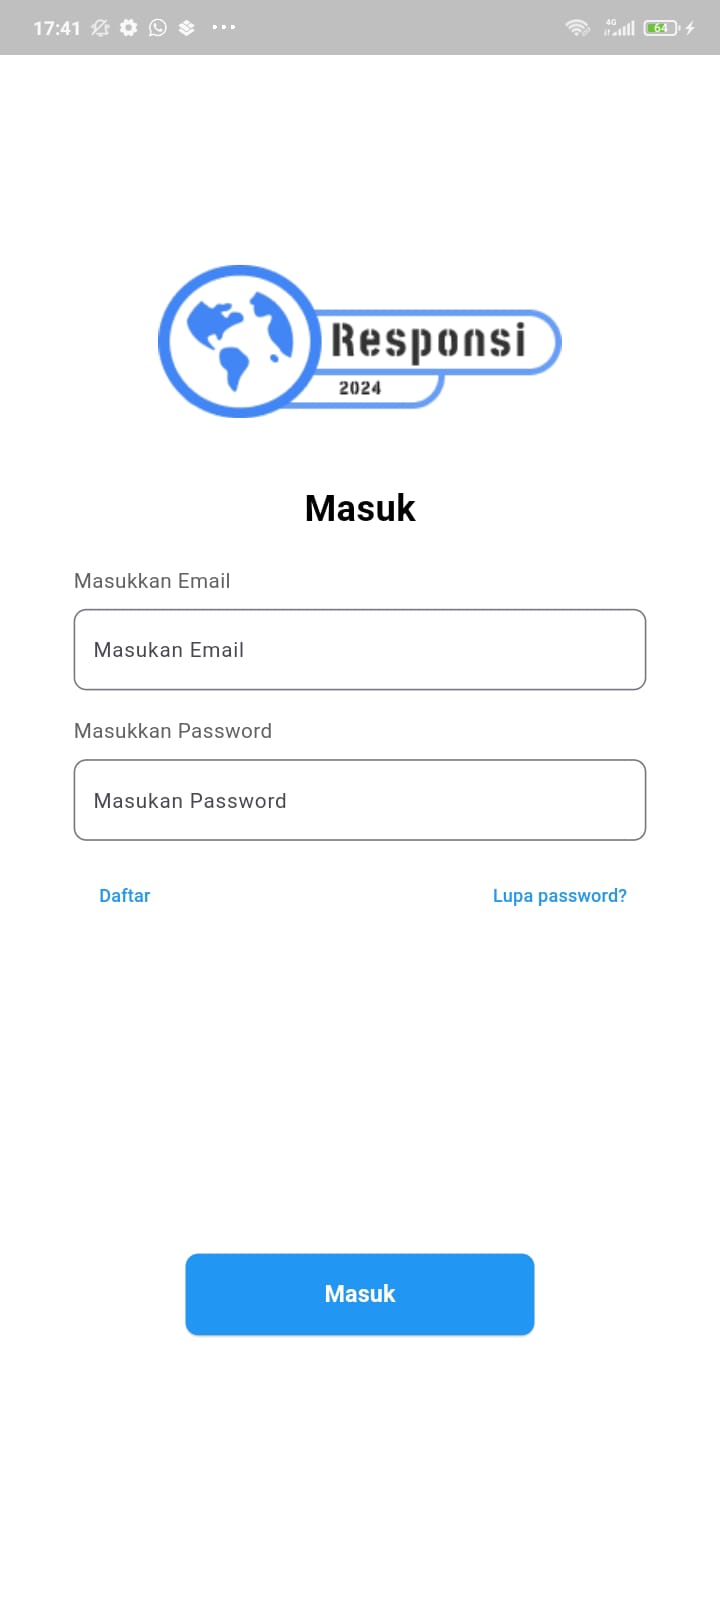 17:41
4G
64
Responsi
2024
Masuk
Masukkan Email
Masukan Email
Masukkan Password
Masukan Password
Daftar Lupa password?
Masuk